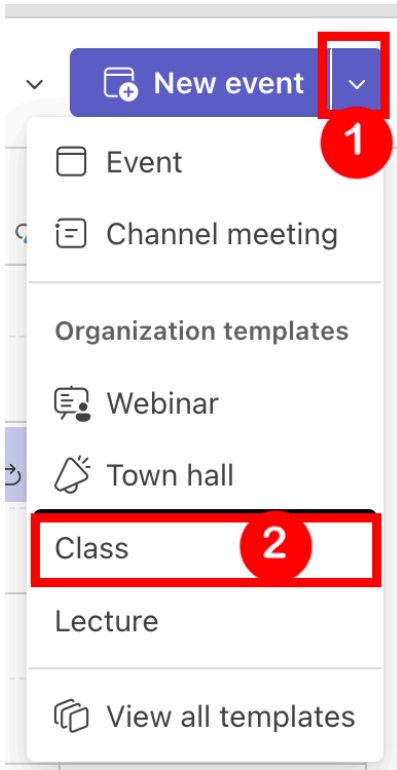 New event
1
Event
Channel meeting
Organization templates
Webinar
Town hall
Class
2
Lecture
View all templates